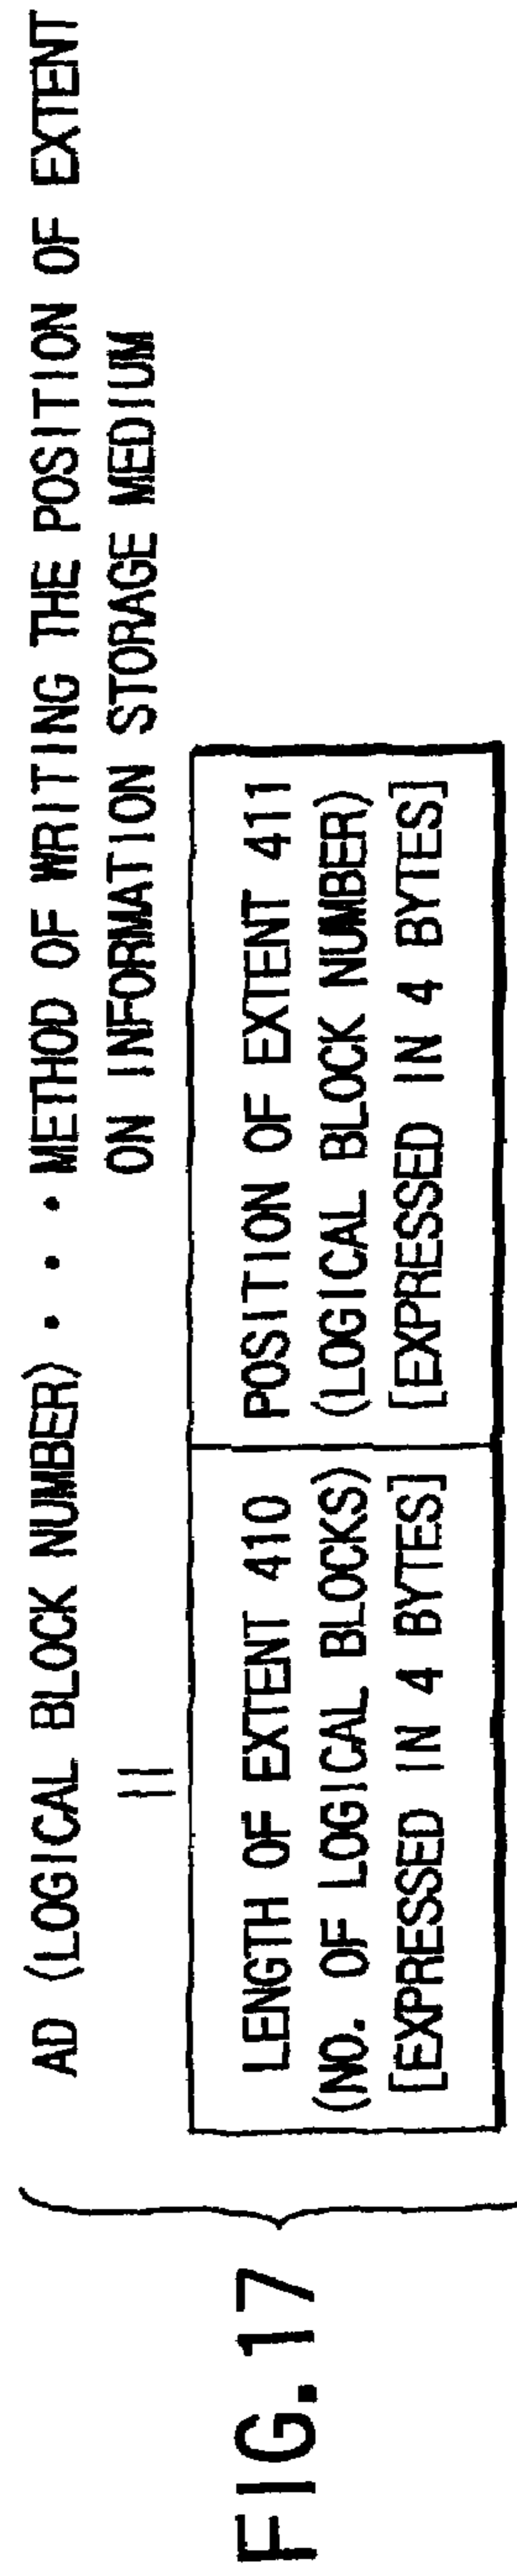 FIG. 17
AD (LOGICAL BLOCK NUMBER) • • • METHOD OF WRITING THE POSITION OF EXTENT
ON INFORMATION STORAGE MEDIUM
=
LENGTH OF EXTENT 410
(NO. OF LOGICAL BLOCKS)
[EXPRESSED IN 4 BYTES]
POSITION OF EXTENT 411
(LOGICAL BLOCK NUMBER)
[EXPRESSED IN 4 BYTES]